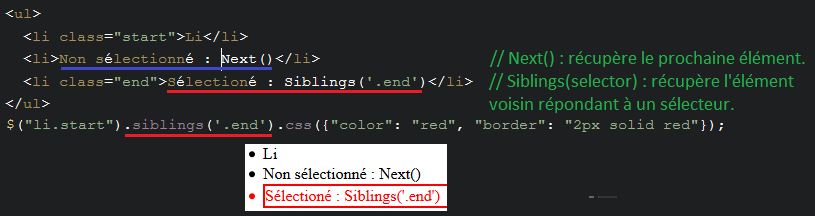 <ul>
<li class="start">Li</li>
<li>Non sélectionné : Next()</li>
<li class="end">Sélectioné : Siblings('.end')</li>
</ul>
$("li.start").siblings('.end').css({"color": "red", "border": "2px solid red"});
// Next() : récupère le prochaine élément.
// Siblings(selector) : récupère l'élément
voisin répondant à un sélecteur.
Li
Non sélectionné : Next()
Sélectioné : Siblings('.end')